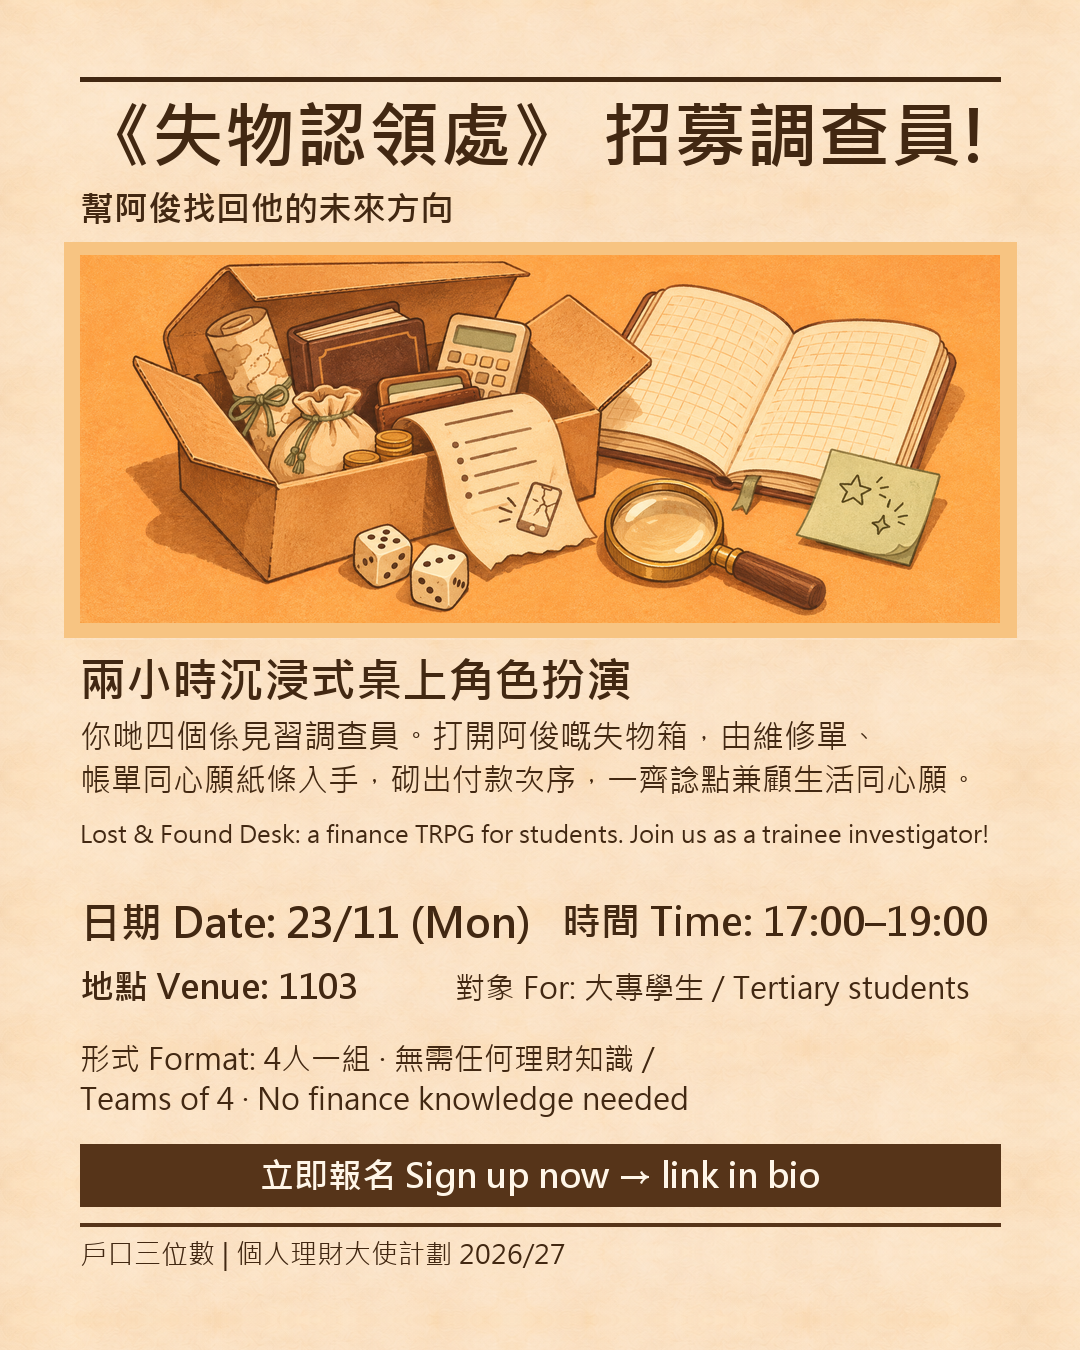 《失物認領處》 招募調查員!
幫阿俊找回他的未來方向
兩小時沉浸式桌上角色扮演
你哋四個係見習調查員。打開阿俊嘅失物箱，由維修單、
帳單同心願紙條入手，砌出付款次序，一齊諗點兼顧生活同心願。
Lost & Found Desk: a finance TRPG for students. Join us as a trainee investigator!
日期 Date: 23/11 (Mon) 時間 Time: 17:00–19:00
地點 Venue: 1103 對象 For: 大專學生 / Tertiary students
形式 Format: 4人一組 · 無需任何理財知識 /
Teams of 4 · No finance knowledge needed
立即報名 Sign up now → link in bio
戶口三位數 | 個人理財大使計劃 2026/27